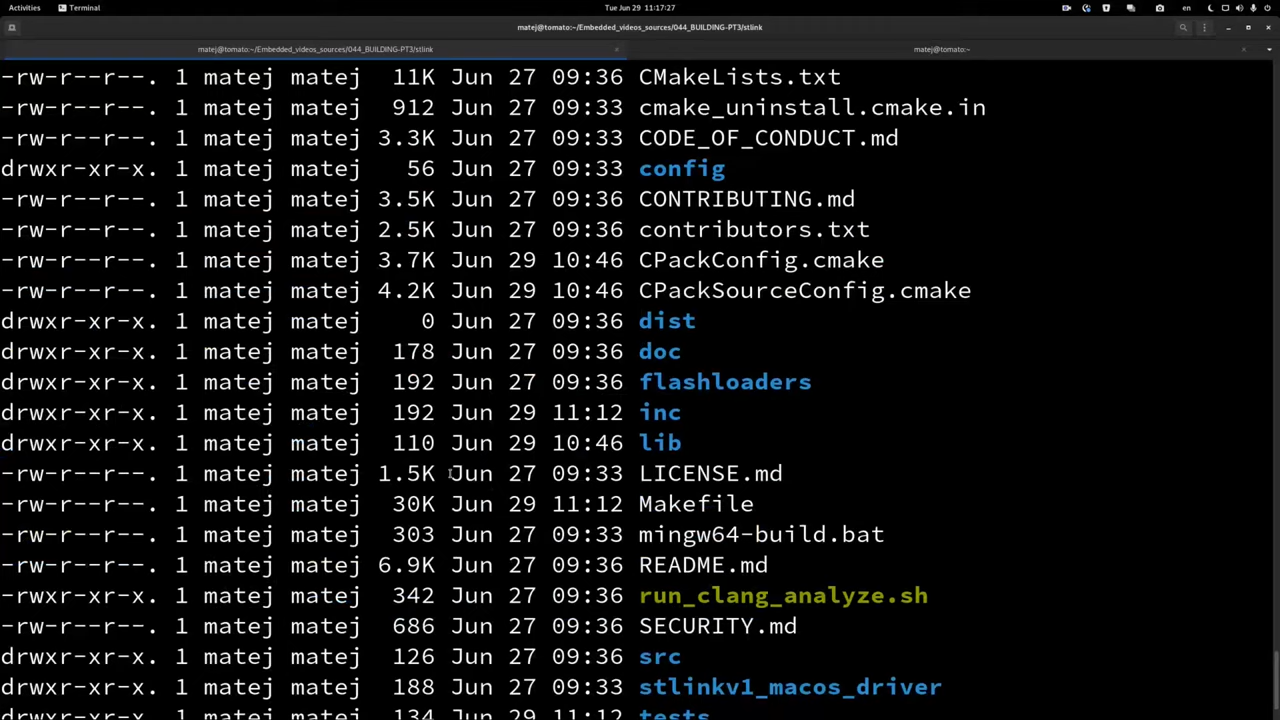 Activities Terminal Tue Jun 29 11:17:27 en
matej@tomato:~/Embedded_videos_sources/044_BUILDING-PT3/stlink
matej@tomato:~/Embedded_videos_sources/044_BUILDING-PT3/stlink matej@tomato:~
-rw-r--r--. 1 matej matej 11K Jun 27 09:36 CMakeLists.txt
-rw-r--r--. 1 matej matej 912 Jun 27 09:33 cmake_uninstall.cmake.in
-rw-r--r--. 1 matej matej 3.3K Jun 27 09:33 CODE_OF_CONDUCT.md
drwxr-xr-x. 1 matej matej 56 Jun 27 09:33 config
-rw-r--r--. 1 matej matej 3.5K Jun 27 09:36 CONTRIBUTING.md
-rw-r--r--. 1 matej matej 2.5K Jun 27 09:36 contributors.txt
-rw-r--r--. 1 matej matej 3.7K Jun 29 10:46 CPackConfig.cmake
-rw-r--r--. 1 matej matej 4.2K Jun 29 10:46 CPackSourceConfig.cmake
drwxr-xr-x. 1 matej matej 0 Jun 27 09:36 dist
drwxr-xr-x. 1 matej matej 178 Jun 27 09:36 doc
drwxr-xr-x. 1 matej matej 192 Jun 27 09:36 flashloaders
drwxr-xr-x. 1 matej matej 192 Jun 29 11:12 inc
drwxr-xr-x. 1 matej matej 110 Jun 29 10:46 lib
-rw-r--r--. 1 matej matej 1.5K Jun 27 09:33 LICENSE.md
-rw-r--r--. 1 matej matej 30K Jun 29 11:12 Makefile
-rw-r--r--. 1 matej matej 303 Jun 27 09:33 mingw64-build.bat
-rw-r--r--. 1 matej matej 6.9K Jun 27 09:36 README.md
-rwxr-xr-x. 1 matej matej 342 Jun 27 09:36 run_clang_analyze.sh
-rw-r--r--. 1 matej matej 686 Jun 27 09:36 SECURITY.md
drwxr-xr-x. 1 matej matej 126 Jun 27 09:36 src
drwxr-xr-x. 1 matej matej 188 Jun 27 09:33 stlinkv1_macos_driver
drwxr-xr-x. 1 matej matej 134 Jun 29 11:12 tests